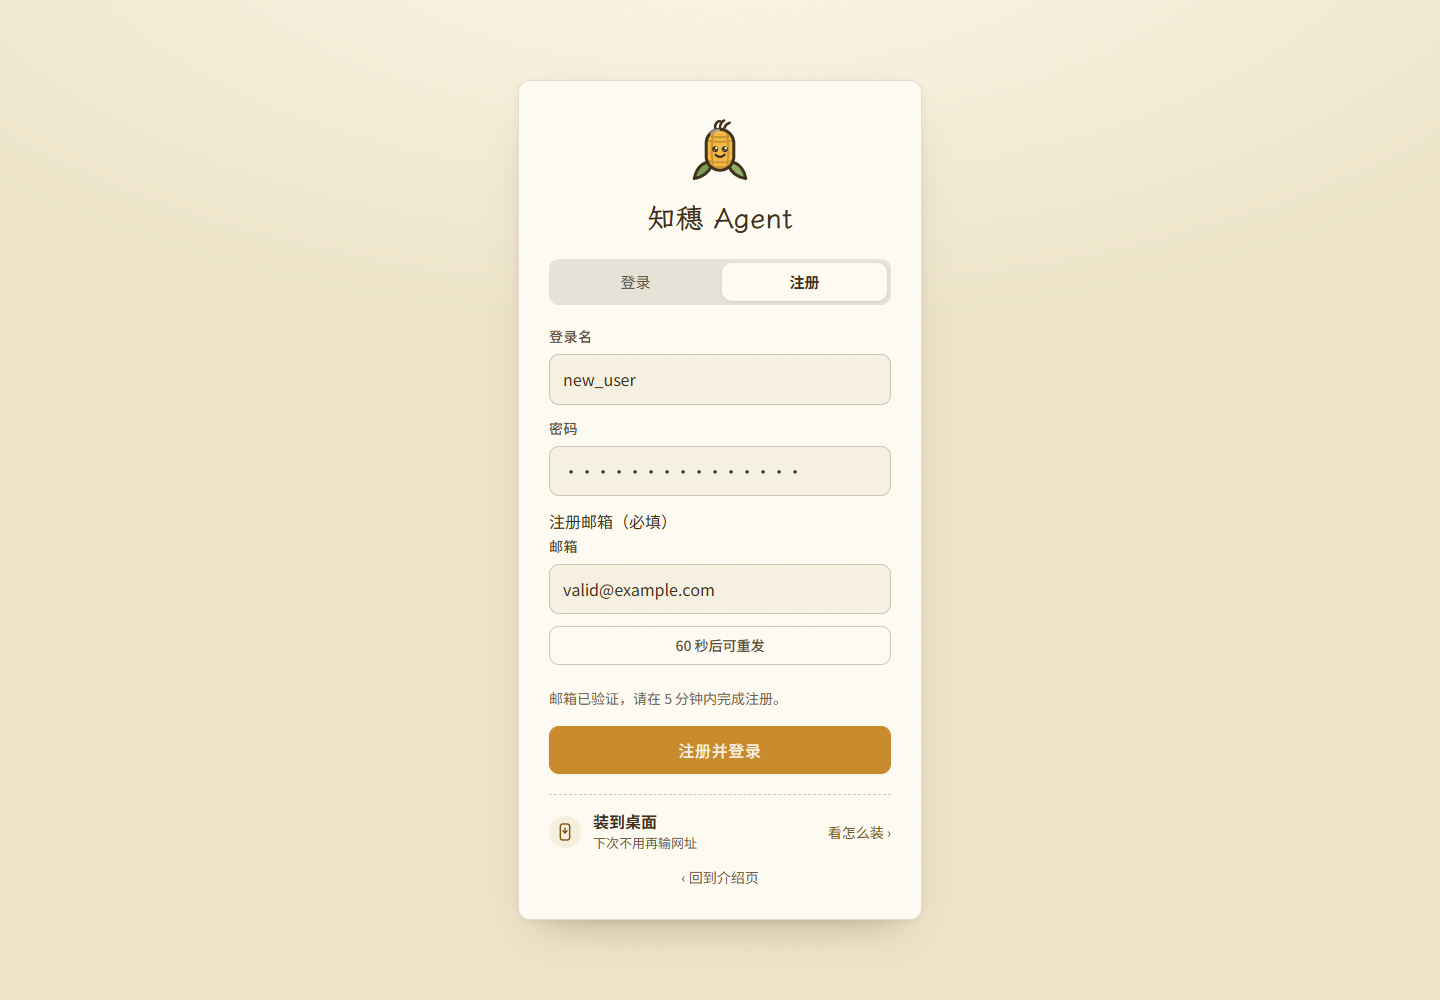 知穗 Agent
登录
注册
登录名
new_user
密码
•••••••••••••••
注册邮箱（必填）
邮箱
valid@example.com
60 秒后可重发
邮箱已验证，请在 5 分钟内完成注册。
注册并登录
装到桌面
下次不用再输网址
看怎么装 ›
‹ 回到介绍页